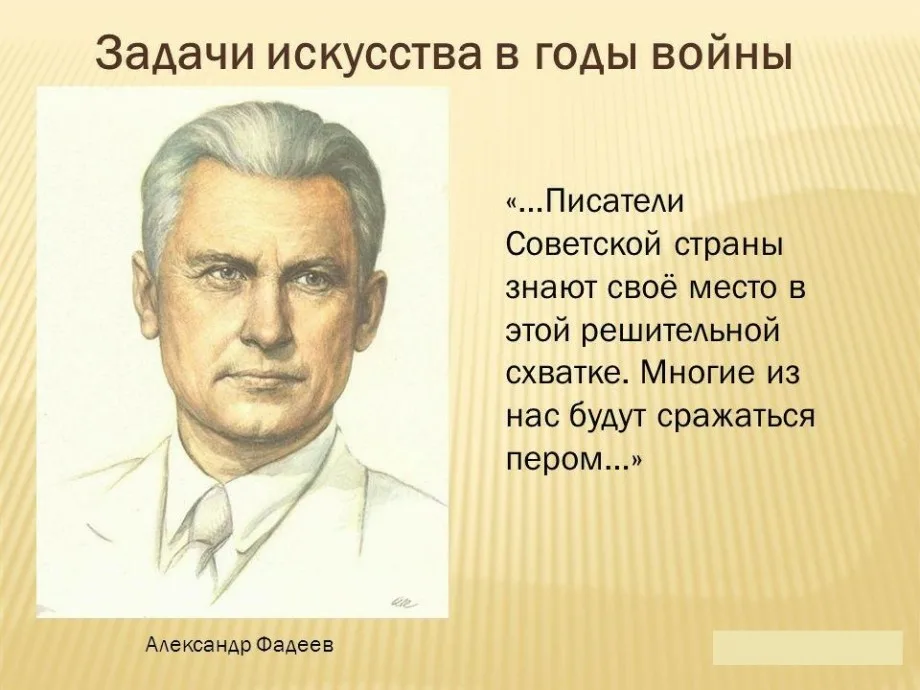 Задачи искусства в годы войны
«...Писатели
Советской страны
знают своё место в
этой решительной
схватке. Многие из
нас будут сражаться
пером...»
Александр Фадеев